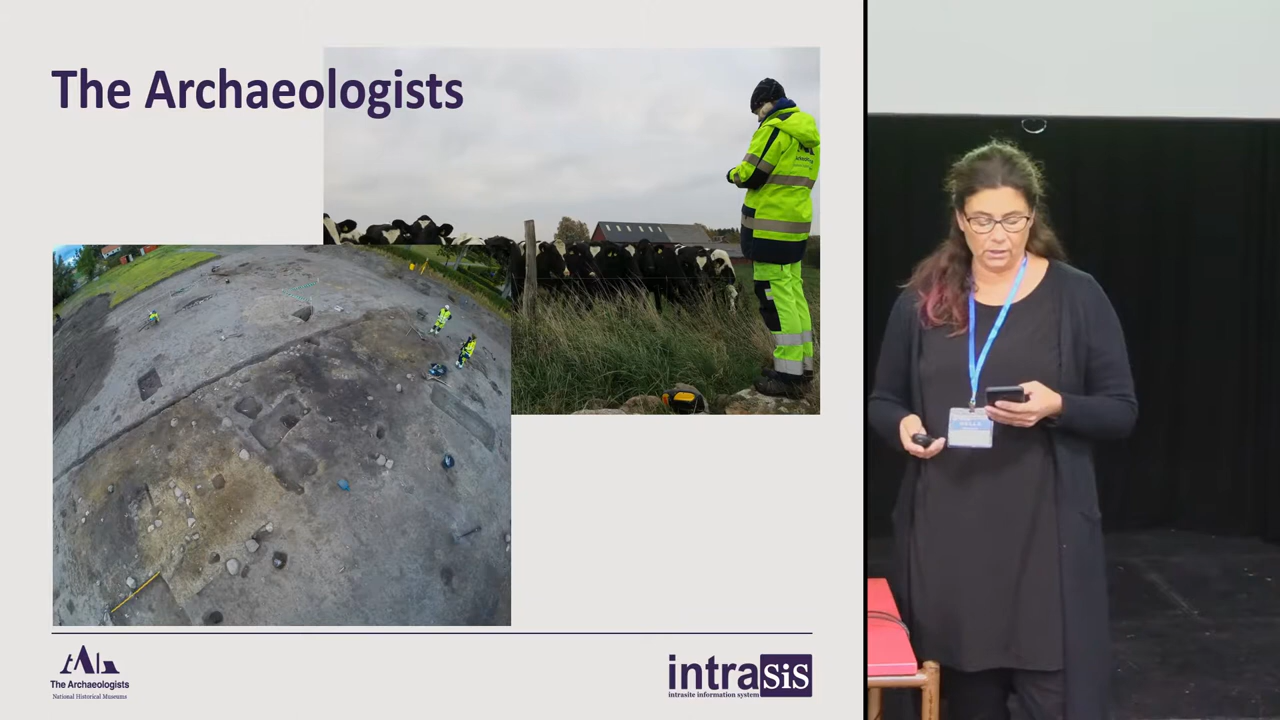 The Archaeologists
The Archaeologists
National Historical Museums
intrasis
intrasite information system